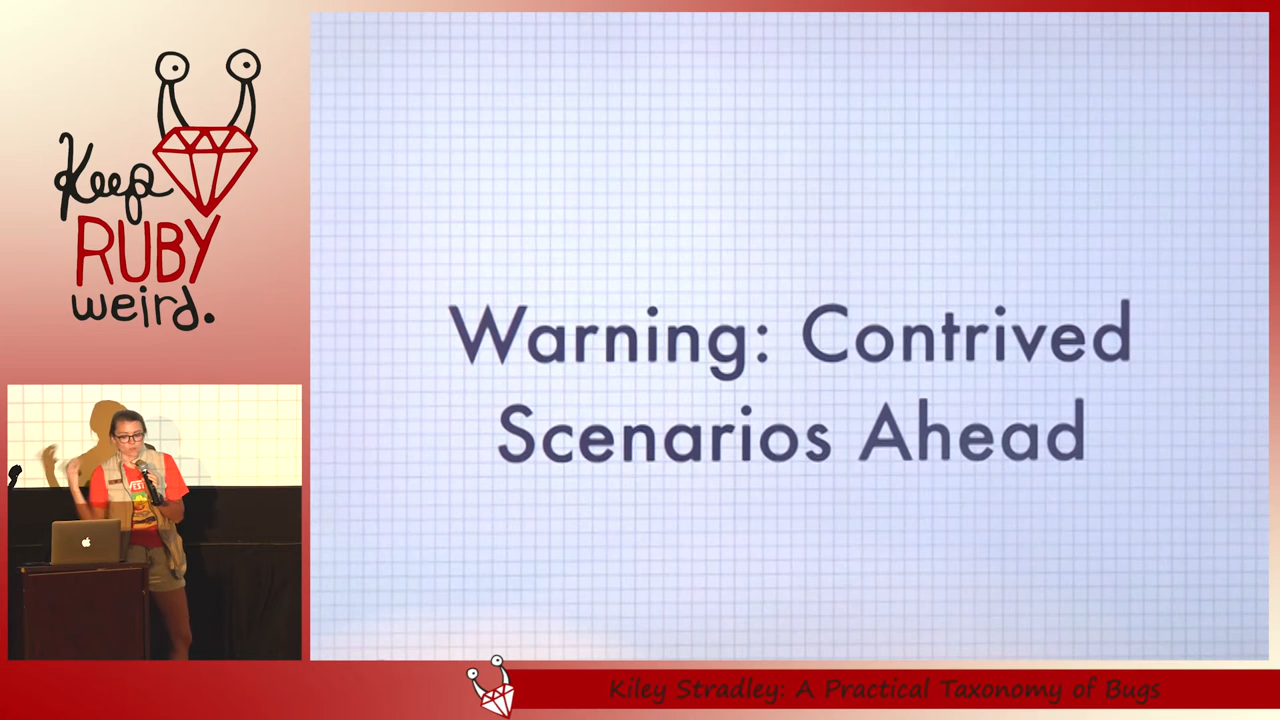 Keep
RUBY
weird.
Warning: Contrived
Scenarios Ahead
Kiley Stradley: A Practical Taxonomy of Bugs